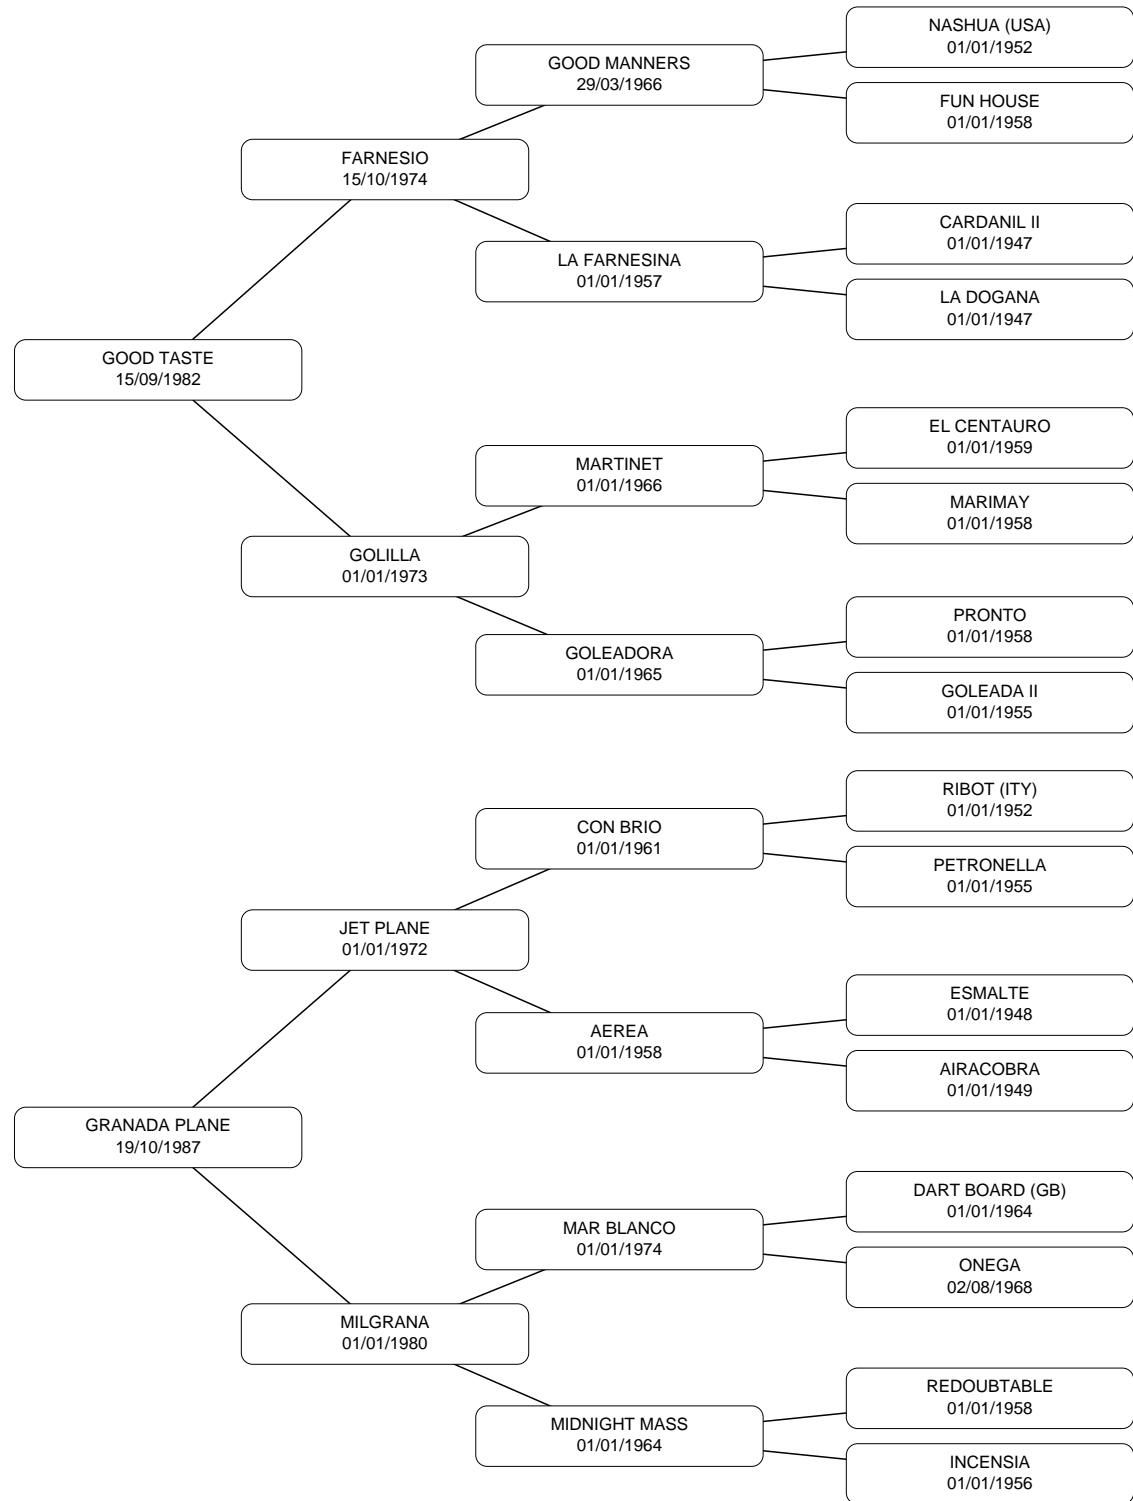 NASHUA (USA)
01/01/1952
GOOD MANNERS
29/03/1966
FUN HOUSE
01/01/1958
FARNESIO
15/10/1974
CARDANIL II
01/01/1947
LA FARNESINA
01/01/1957
LA DOGANA
01/01/1947
GOOD TASTE
15/09/1982
EL CENTAURO
01/01/1959
MARTINET
01/01/1966
MARIMAY
01/01/1958
GOLILLA
01/01/1973
PRONTO
01/01/1958
GOLEADORA
01/01/1965
GOLEADA II
01/01/1955
RIBOT (ITY)
01/01/1952
CON BRIO
01/01/1961
PETRONELLA
01/01/1955
JET PLANE
01/01/1972
ESMALTE
01/01/1948
AEREA
01/01/1958
AIRACOBRA
01/01/1949
GRANADA PLANE
19/10/1987
DART BOARD (GB)
01/01/1964
MAR BLANCO
01/01/1974
ONEGA
02/08/1968
MILGRANA
01/01/1980
REDOUBTABLE
01/01/1958
MIDNIGHT MASS
01/01/1964
INCENSIA
01/01/1956